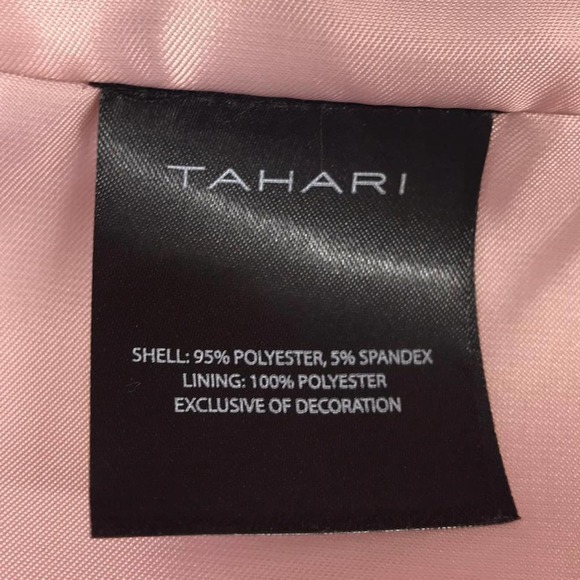 TAHARI
SHELL: 95% POLYESTER, 5% SPANDEX
LINING: 100% POLYESTER
EXCLUSIVE OF DECORATION